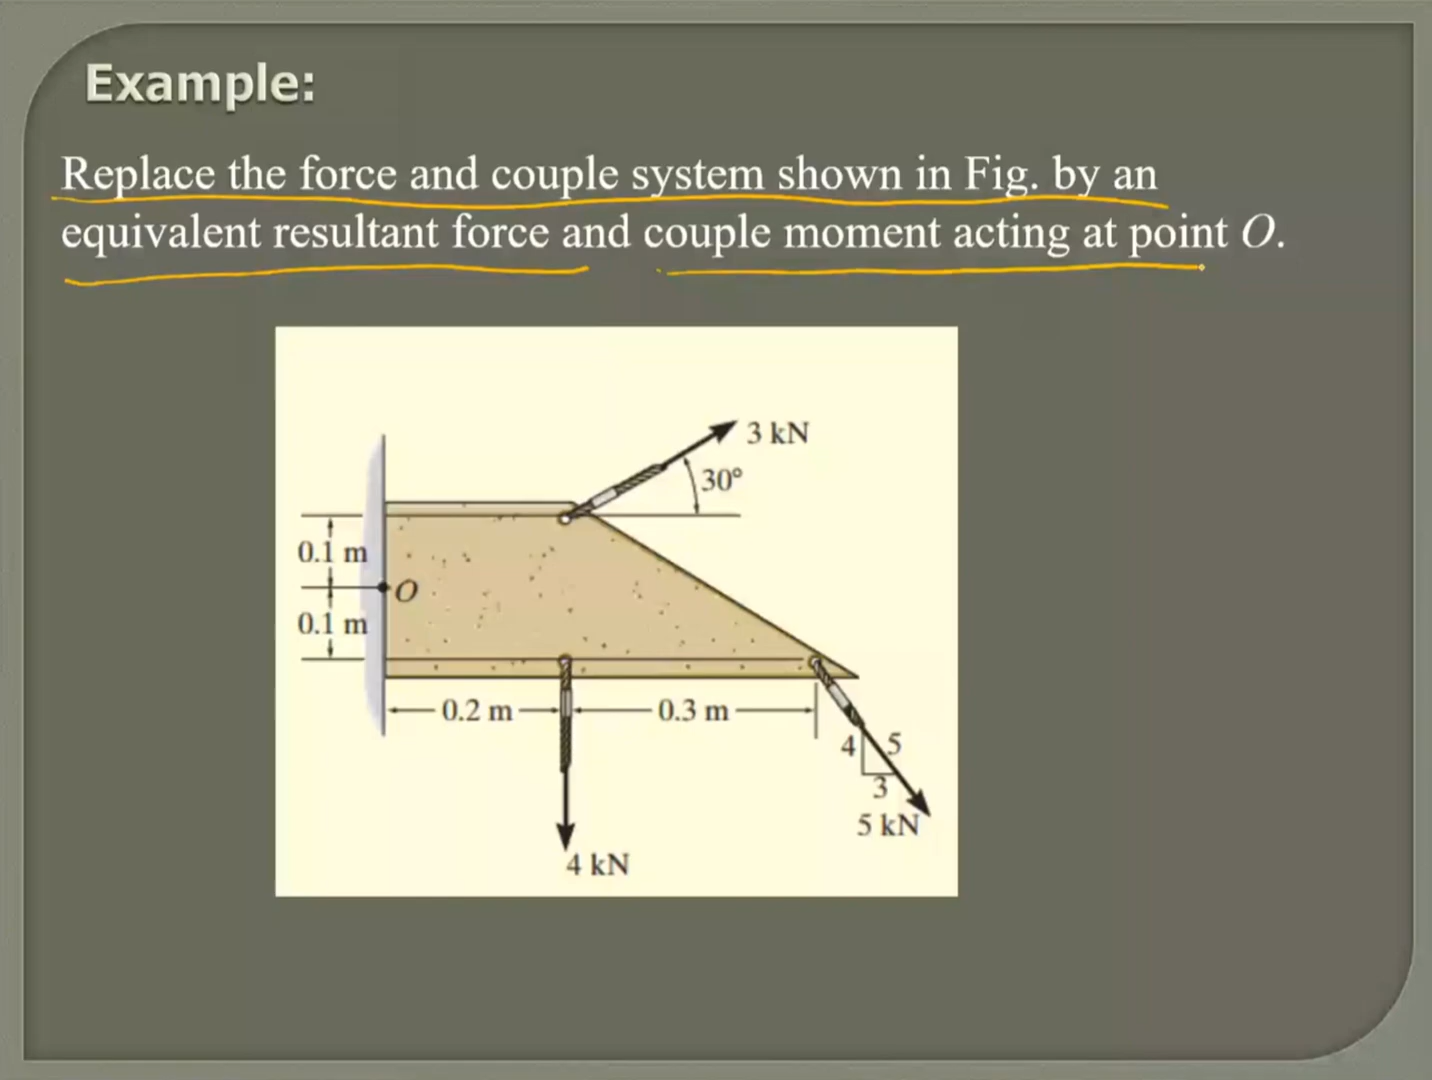 Example:
Replace the force and couple system shown in Fig. by an
equivalent resultant force and couple moment acting at point O.
3 kN
30°
0.1 m
O
0.1 m
0.2 m
0.3 m
4
5
3
5 kN
4 kN